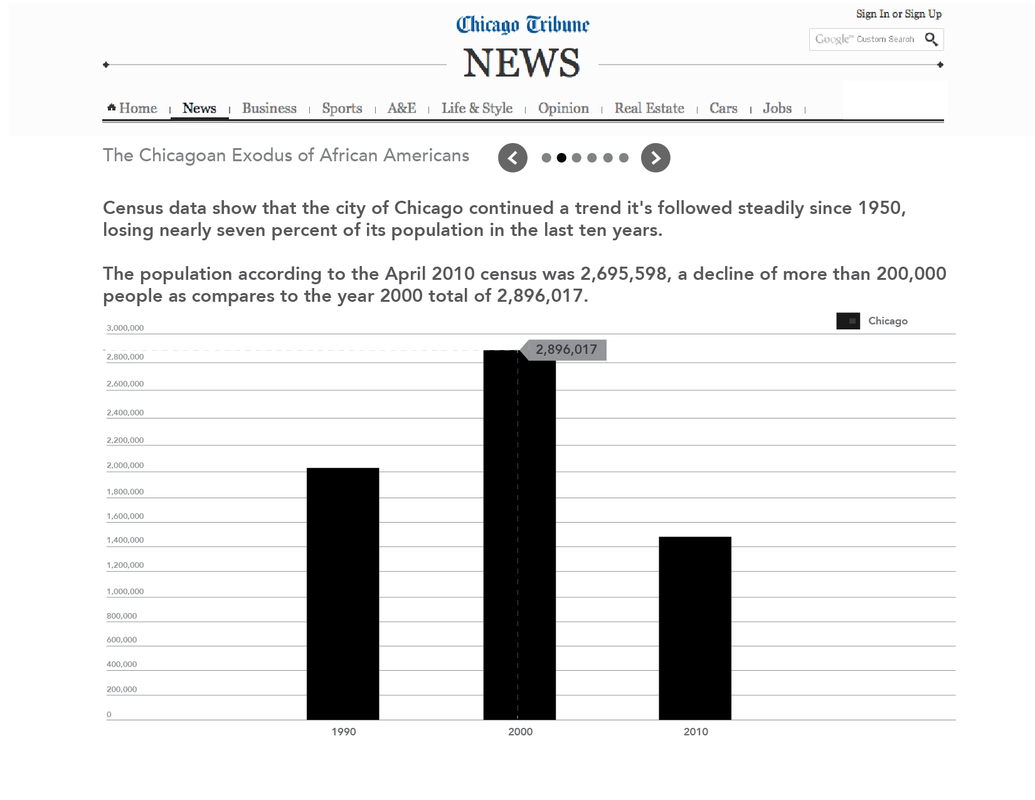 Sign In or Sign Up
Chicago Tribune
Google™ Custom Search
NEWS
Home News Business Sports A&E Life & Style Opinion Real Estate Cars Jobs
The Chicagoan Exodus of African Americans
Census data show that the city of Chicago continued a trend it's followed steadily since 1950,
losing nearly seven percent of its population in the last ten years.
The population according to the April 2010 census was 2,695,598, a decline of more than 200,000
people as compares to the year 2000 total of 2,896,017.
Chicago
3,000,000
2,896,017
2,800,000
2,600,000
2,400,000
2,200,000
2,000,000
1,800,000
1,600,000
1,400,000
1,200,000
1,000,000
800,000
600,000
400,000
200,000
0
1990 2000 2010